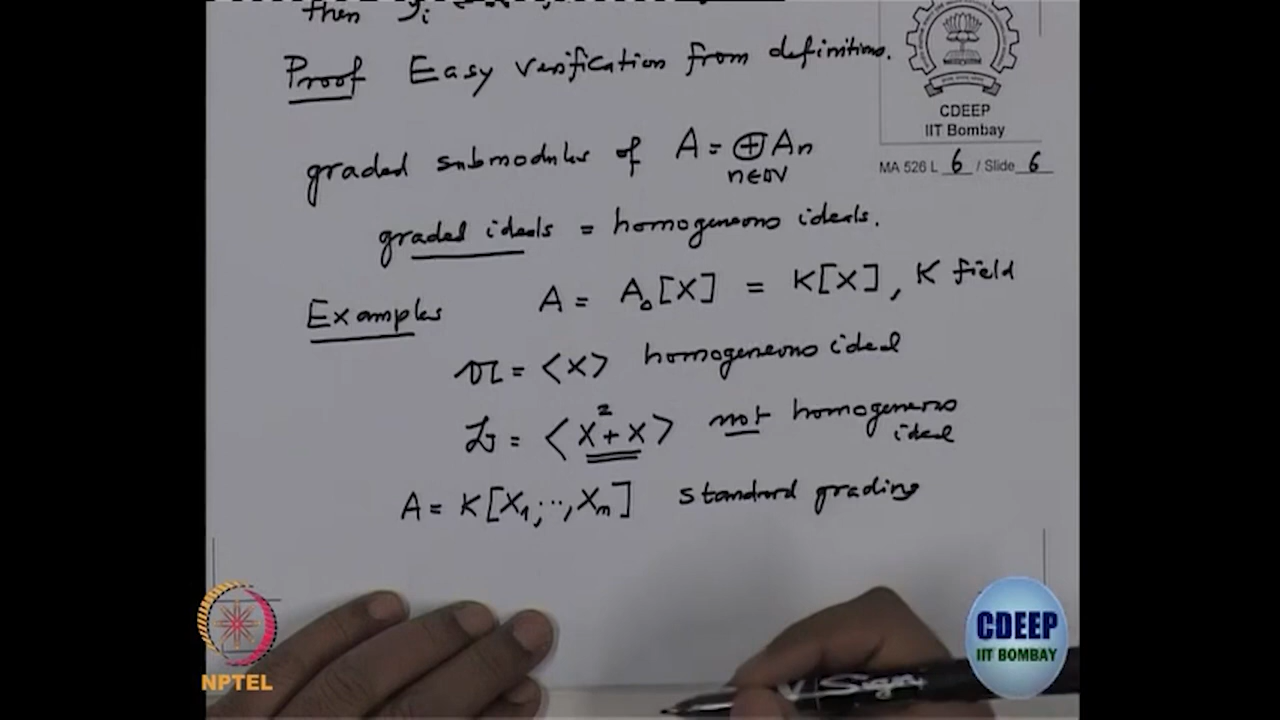 then
Proof Easy verification from definitions.
CDEEP
IIT Bombay
MA 526 L 6 / Slide 6
graded submodules of A = ⊕ An
n∈ℕ
graded ideals = homogeneous ideals.
Examples A = A₀[X] = K[X], K field
𝔄 = <X> homogeneous ideal
𝔅 = <X²+X> not homogeneous
ideal
A = K[X₁,··,Xₙ] standard grading
V Sign
NPTEL
CDEEP
IIT BOMBAY